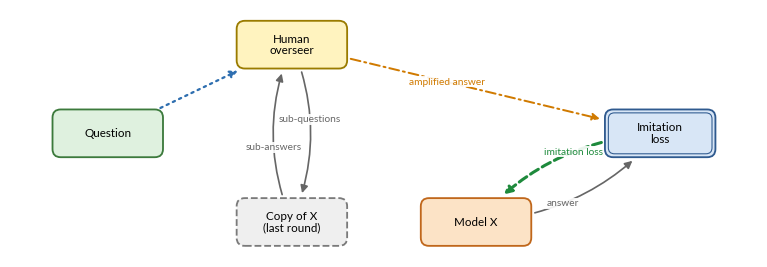 Human
overseer
amplified answer
Question
sub-questions
sub-answers
Imitation
loss
imitation loss
Copy of X
(last round)
Model X
answer